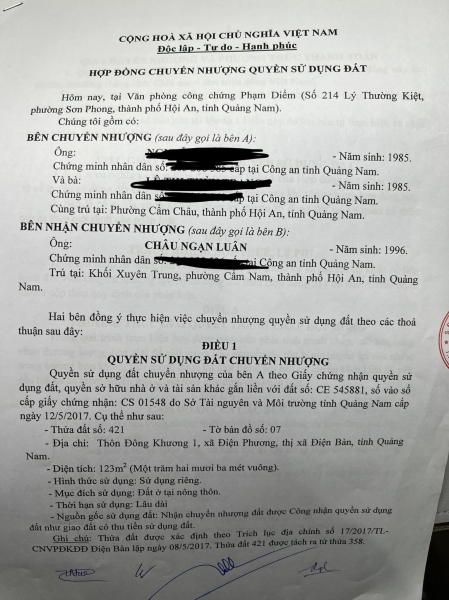 CỘNG HOÀ XÃ HỘI CHỦ NGHĨA VIỆT NAM
Độc lập - Tự do - Hạnh phúc
HỢP ĐỒNG CHUYỂN NHƯỢNG QUYỀN SỬ DỤNG ĐẤT
Hôm nay, tại Văn phòng công chứng Phạm Diểm (Số 214 Lý Thường Kiệt,
phường Sơn Phong, thành phố Hội An, tỉnh Quảng Nam).
Chúng tôi gồm có:
BÊN CHUYỂN NHƯỢNG (sau đây gọi là bên A):
Ông: - Năm sinh: 1985.
Chứng minh nhân dân số: cấp tại Công an tỉnh Quảng Nam.
Và bà: - Năm sinh: 1985.
Chứng minh nhân dân số: cấp tại Công an tỉnh Quảng Nam.
Cùng trú tại: Phường Cẩm Châu, thành phố Hội An, tỉnh Quảng Nam.
BÊN NHẬN CHUYỂN NHƯỢNG (sau đây gọi là bên B):
Ông: CHÂU NGẠN LUÂN - Năm sinh: 1996.
Chứng minh nhân dân số: tại Công an tỉnh Quảng Nam.
Trú tại: Khối Xuyên Trung, phường Cẩm Nam, thành phố Hội An, tỉnh Quảng
Nam.
Hai bên đồng ý thực hiện việc chuyển nhượng quyền sử dụng đất theo các thoả
thuận sau đây:
ĐIỀU 1
QUYỀN SỬ DỤNG ĐẤT CHUYỂN NHƯỢNG
Quyền sử dụng đất chuyển nhượng của bên A theo Giấy chứng nhận quyền sử
dụng đất, quyền sở hữu nhà ở và tài sản khác gắn liền với đất số: CE 545881, số vào sổ
cấp giấy chứng nhận: CS 01548 do Sở Tài nguyên và Môi trường tỉnh Quảng Nam cấp
ngày 12/5/2017. Cụ thể như sau:
- Thửa đất số: 421 - Tờ bản đồ số: 07
- Địa chỉ: Thôn Đông Khương 1, xã Điện Phương, thị xã Điện Bàn, tỉnh Quảng
Nam.
- Diện tích: 123m² (Một trăm hai mươi ba mét vuông).
- Hình thức sử dụng: Sử dụng riêng.
- Mục đích sử dụng: Đất ở tại nông thôn.
- Thời hạn sử dụng: Lâu dài
- Nguồn gốc sử dụng đất: Nhận chuyển nhượng đất được Công nhận quyền sử dụng
đất như giao đất có thu tiền sử dụng đất.
Ghi chú: Thửa đất được xác định theo Trích lục địa chính số 17/2017/TL-
CNVPĐKĐĐ Điện Bàn lập ngày 08/5/2017. Thửa đất 421 được tách ra từ thửa 358.